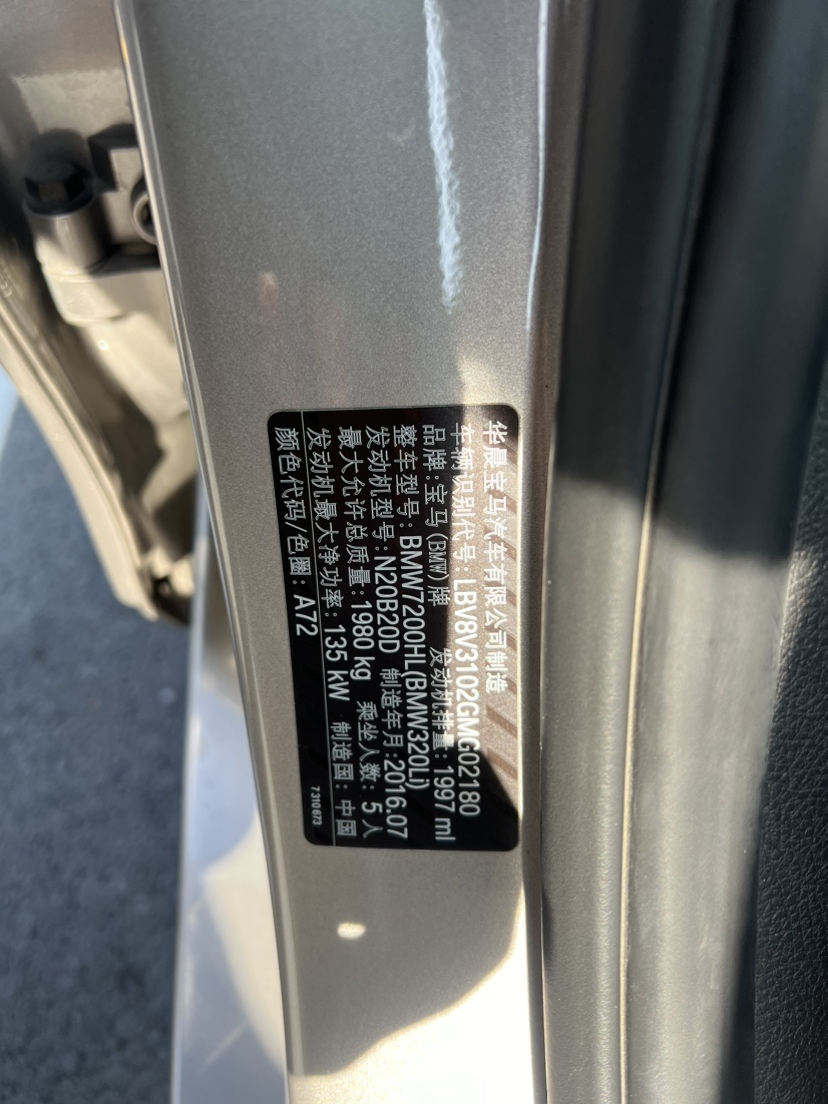 华晨宝马汽车有限公司制造
车辆识别代号: LBV8V3102GMG02180
品牌: 宝马(BMW)牌 发动机排量: 1997 ml
整车型号: BMW7200HL(BMW320Li)
发动机型号: N20B20D 制造年月: 2016.07
最大允许总质量: 1980 kg 乘坐人数: 5 人
发动机最大净功率: 135 kW 制造国: 中国
颜色代码/色圈: A72
7 310 673